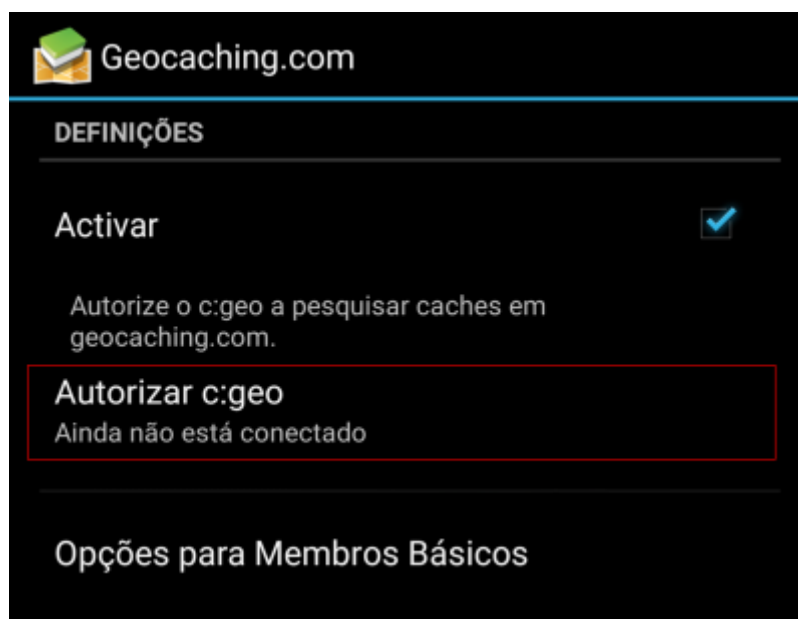 Geocaching.com
DEFINIÇÕES
Activar
Autorize o c:geo a pesquisar caches em
geocaching.com.
Autorizar c:geo
Ainda não está conectado
Opções para Membros Básicos